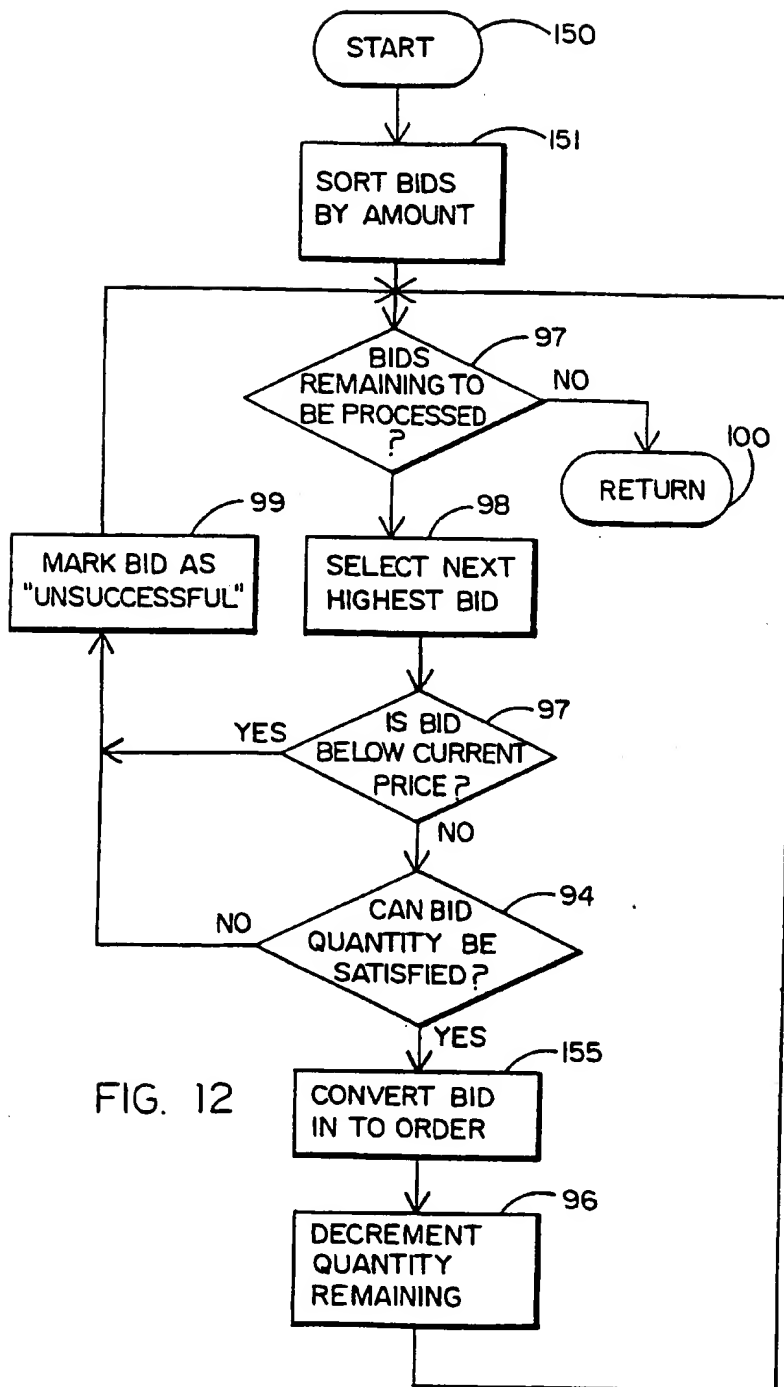 START
150
151
SORT BIDS
BY AMOUNT
97
BIDS
REMAINING TO
BE PROCESSED
?
NO
100
RETURN
99
MARK BID AS
"UNSUCCESSFUL"
98
SELECT NEXT
HIGHEST BID
97
YES
IS BID
BELOW CURRENT
PRICE?
NO
94
NO
CAN BID
QUANTITY BE
SATISFIED?
YES
155
FIG. 12
CONVERT BID
IN TO ORDER
96
DECREMENT
QUANTITY
REMAINING